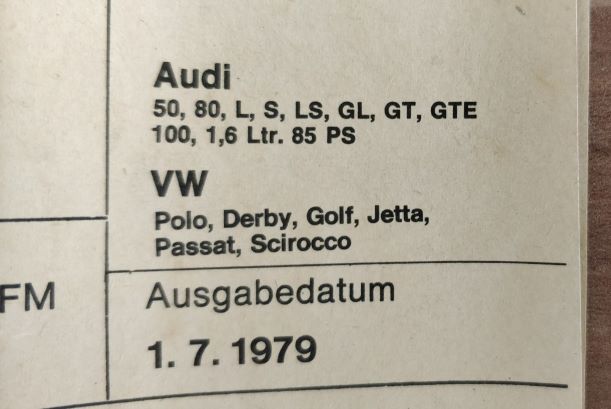 Audi
50, 80, L, S, LS, GL, GT, GTE
100, 1,6 Ltr. 85 PS
VW
Polo, Derby, Golf, Jetta,
Passat, Scirocco
FM
Ausgabedatum
1. 7. 1979